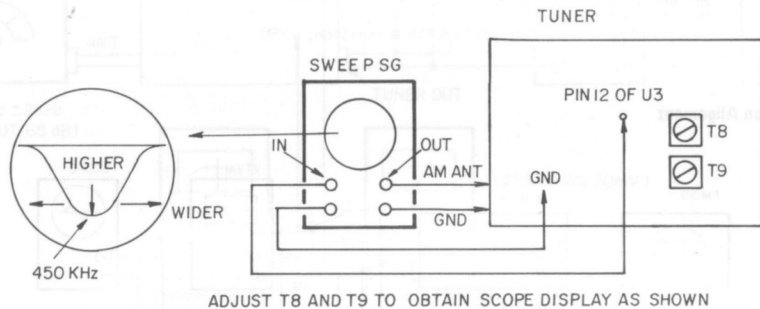 TUNER
SWEEP SG
PIN 12 OF U3
T8
IN
OUT
HIGHER
AM ANT
T9
GND
WIDER
GND
450 KHz
ADJUST T8 AND T9 TO OBTAIN SCOPE DISPLAY AS SHOWN